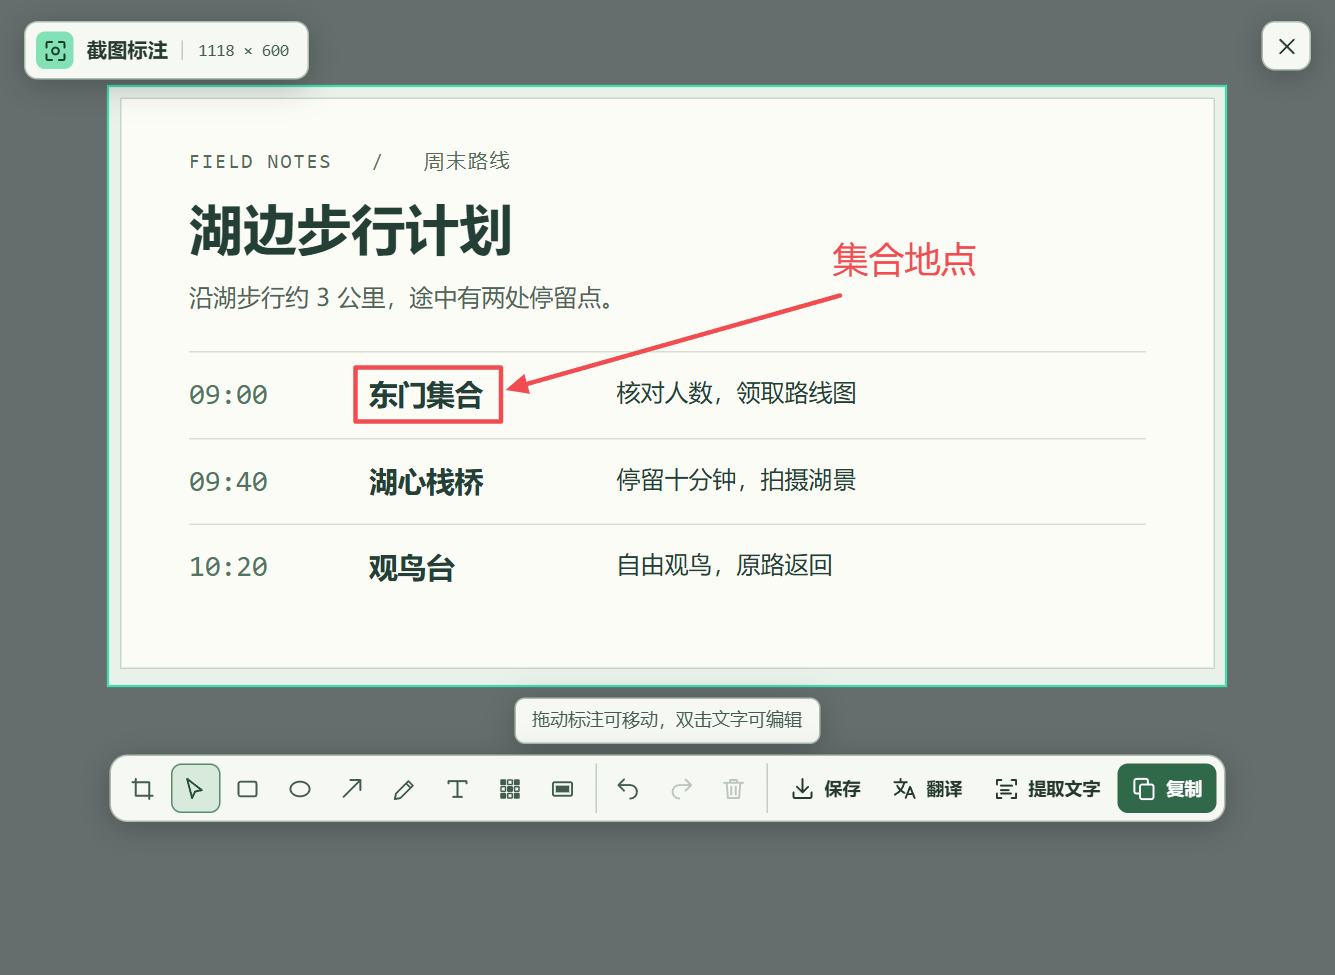 截图标注 1118 × 600
FIELD NOTES / 周末路线
湖边步行计划
集合地点
沿湖步行约 3 公里，途中有两处停留点。
09:00 东门集合 核对人数，领取路线图
09:40 湖心栈桥 停留十分钟，拍摄湖景
10:20 观鸟台 自由观鸟，原路返回
拖动标注可移动，双击文字可编辑
保存 翻译 提取文字 复制